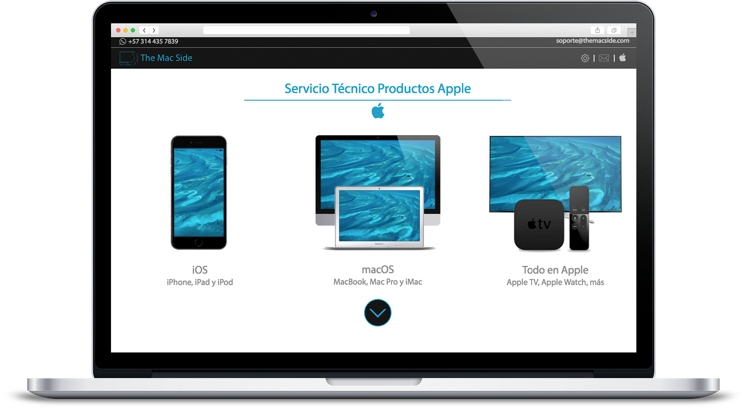 +57 314 435 7839
soporte@themacside.com
The Mac Side
Servicio Técnico Productos Apple
tv
iOS
iPhone, iPad y iPod
macOS
MacBook, Mac Pro y iMac
Todo en Apple
Apple TV, Apple Watch, más